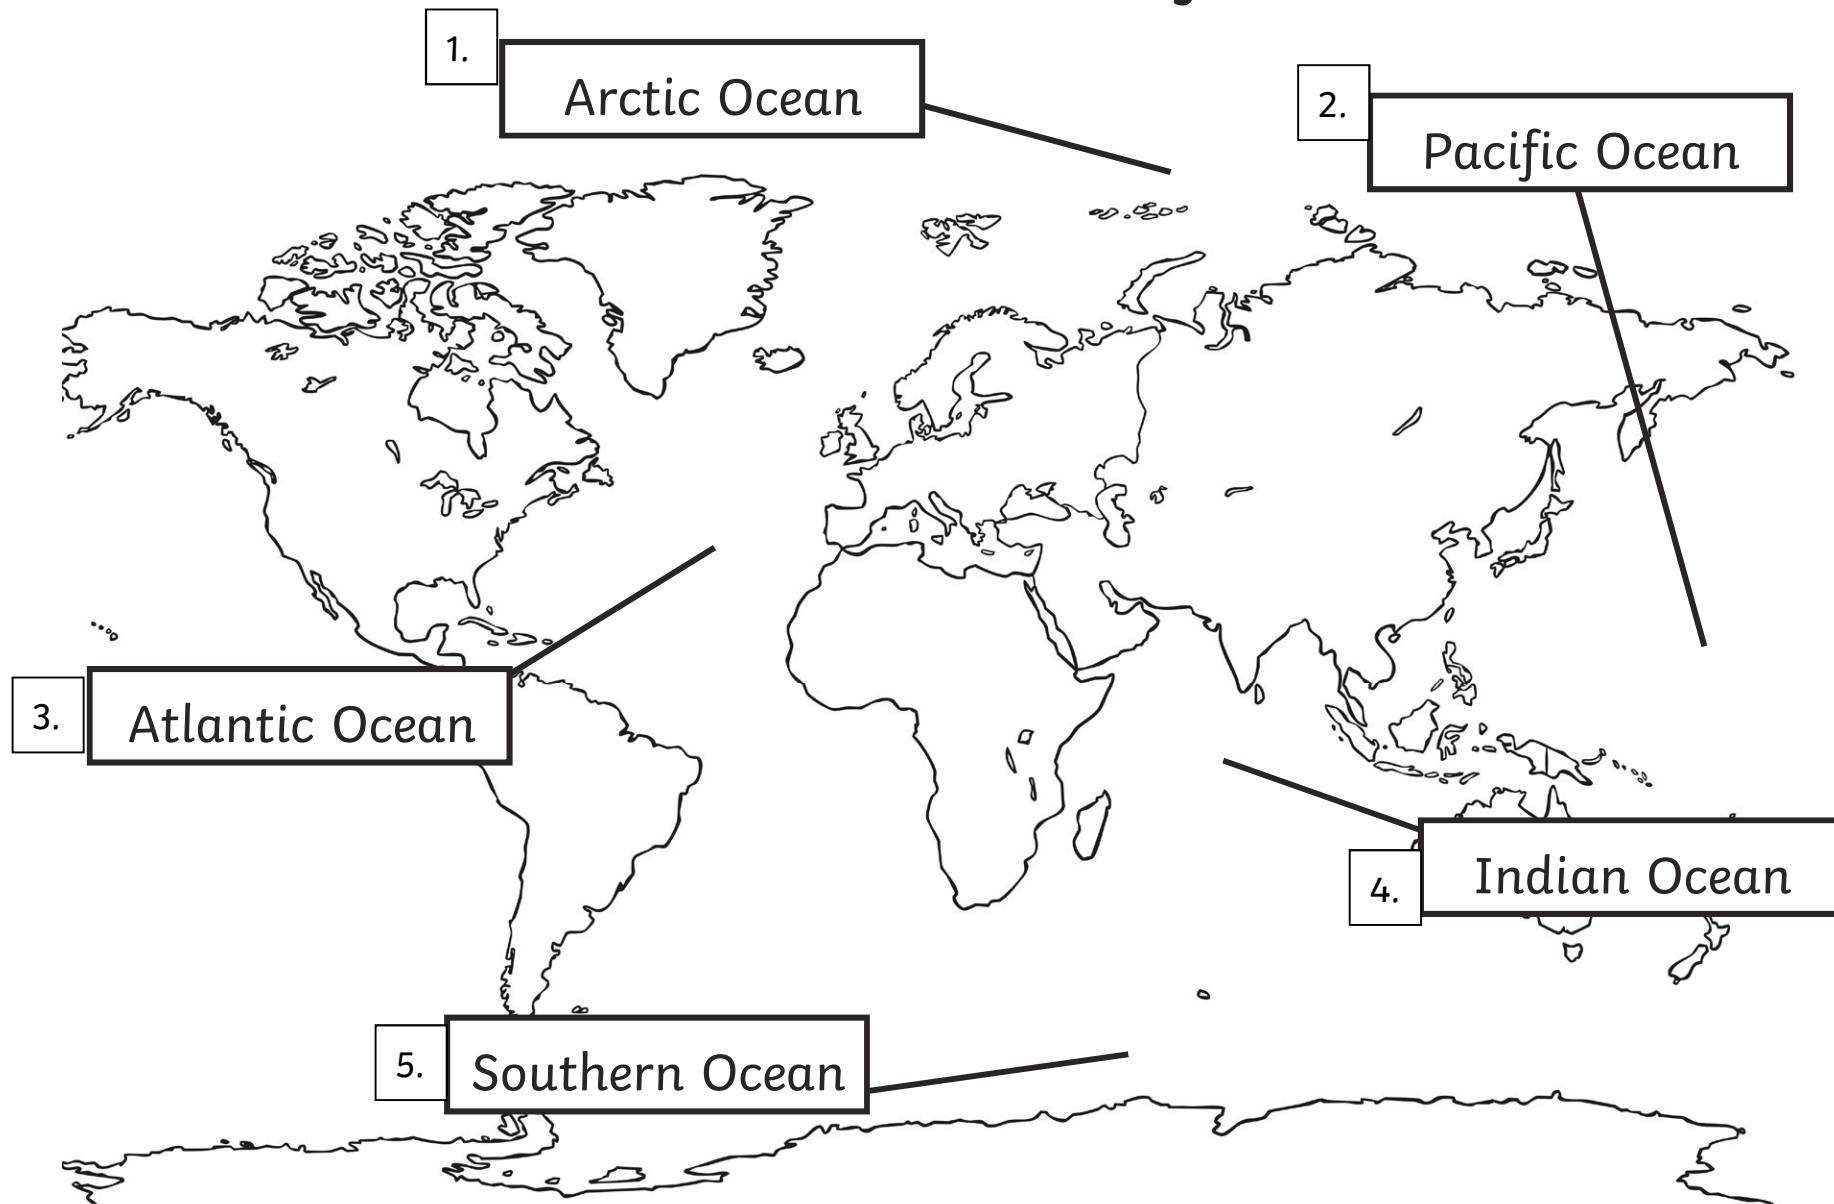 1.
Arctic Ocean
2.
Pacific Ocean
3.
Atlantic Ocean
4.
Indian Ocean
5.
Southern Ocean